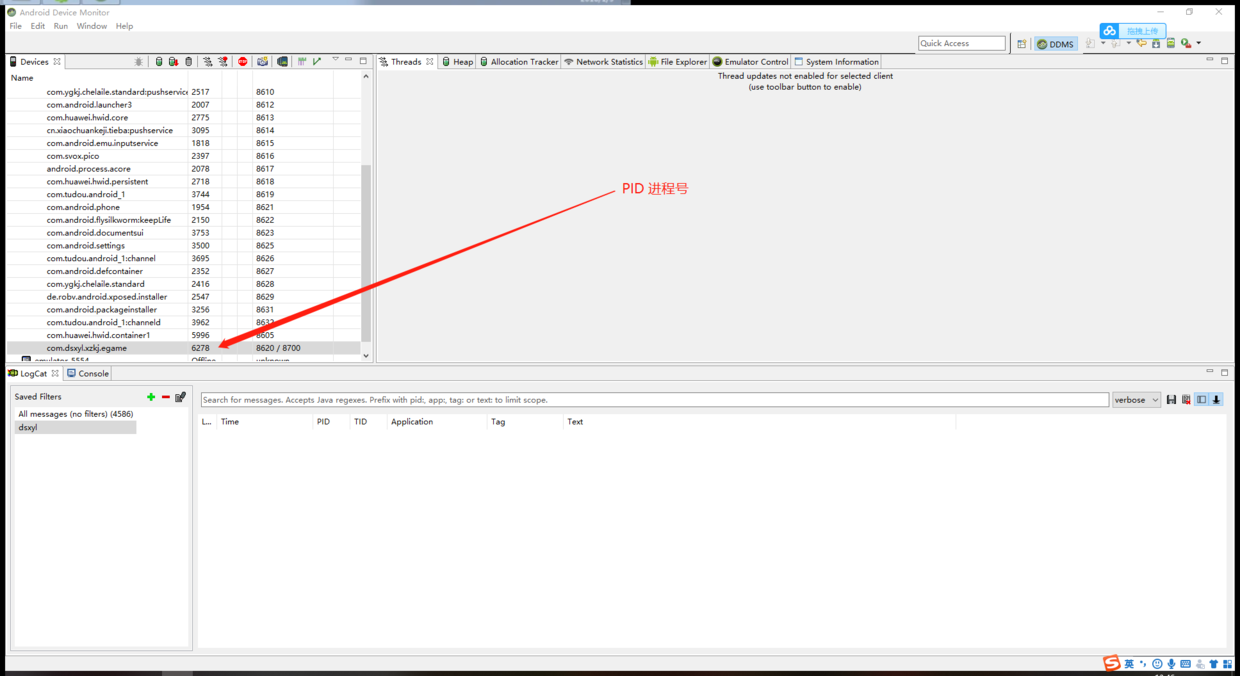 Android Device Monitor
File Edit Run Window Help
Quick Access
DDMS
拖拽上传
Devices
Name
com.ygkj.chelaile.standard:pushservice 2517 8610
com.android.launcher3 2007 8612
com.huawei.hwid.core 2775 8613
cn.xiaochuankeji.tieba:pushservice 3095 8614
com.android.emu.inputservice 1818 8615
com.svox.pico 2397 8616
android.process.acore 2078 8617
com.huawei.hwid.persistent 2718 8618
com.tudou.android_1 3744 8619
com.android.phone 1954 8621
com.android.flysilkworm:keepLife 2150 8622
com.android.documentsui 3753 8623
com.android.settings 3500 8625
com.tudou.android_1:channel 3695 8626
com.android.defcontainer 2352 8627
com.ygkj.chelaile.standard 2416 8628
de.robv.android.xposed.installer 2547 8629
com.android.packageinstaller 3256 8631
com.tudou.android_1:channeld 3962 8632
com.huawei.hwid.container1 5996 8605
com.dsxyl.xzkj.egame 6278 8620 / 8700
emulator-5554 Offline unknown
Threads Heap Allocation Tracker Network Statistics File Explorer Emulator Control System Information
Thread updates not enabled for selected client
(use toolbar button to enable)
PID 进程号
LogCat Console
Saved Filters
All messages (no filters) (4586)
dsxyl
Search for messages. Accepts Java regexes. Prefix with pid:, app:, tag: or text: to limit scope.
verbose
L... Time PID TID Application Tag Text
英